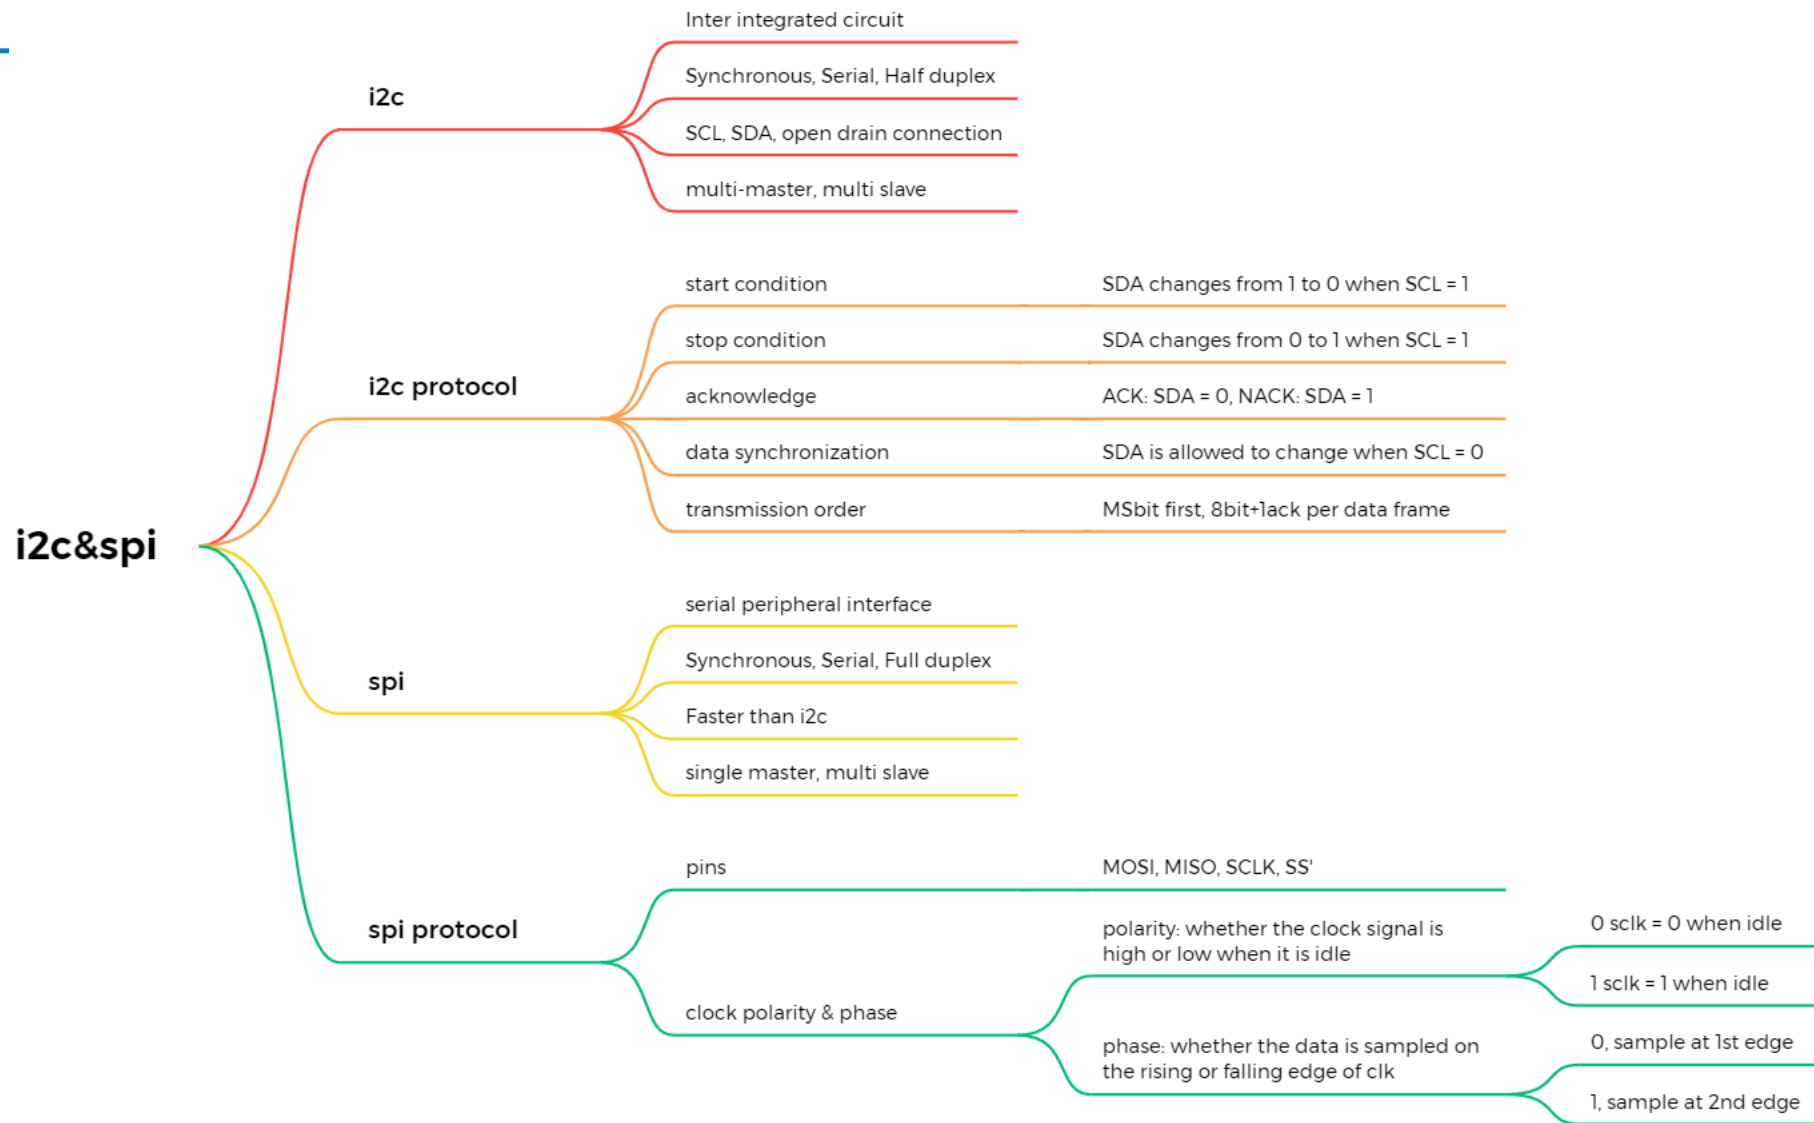 i2c&spi
i2c
Inter integrated circuit
Synchronous, Serial, Half duplex
SCL, SDA, open drain connection
multi-master, multi slave
i2c protocol
start condition
SDA changes from 1 to 0 when SCL = 1
stop condition
SDA changes from 0 to 1 when SCL = 1
acknowledge
ACK: SDA = 0, NACK: SDA = 1
data synchronization
SDA is allowed to change when SCL = 0
transmission order
MSbit first, 8bit+1ack per data frame
spi
serial peripheral interface
Synchronous, Serial, Full duplex
Faster than i2c
single master, multi slave
spi protocol
pins
MOSI, MISO, SCLK, SS'
clock polarity & phase
polarity: whether the clock signal is
high or low when it is idle
0 sclk = 0 when idle
1 sclk = 1 when idle
phase: whether the data is sampled on
the rising or falling edge of clk
0, sample at 1st edge
1, sample at 2nd edge